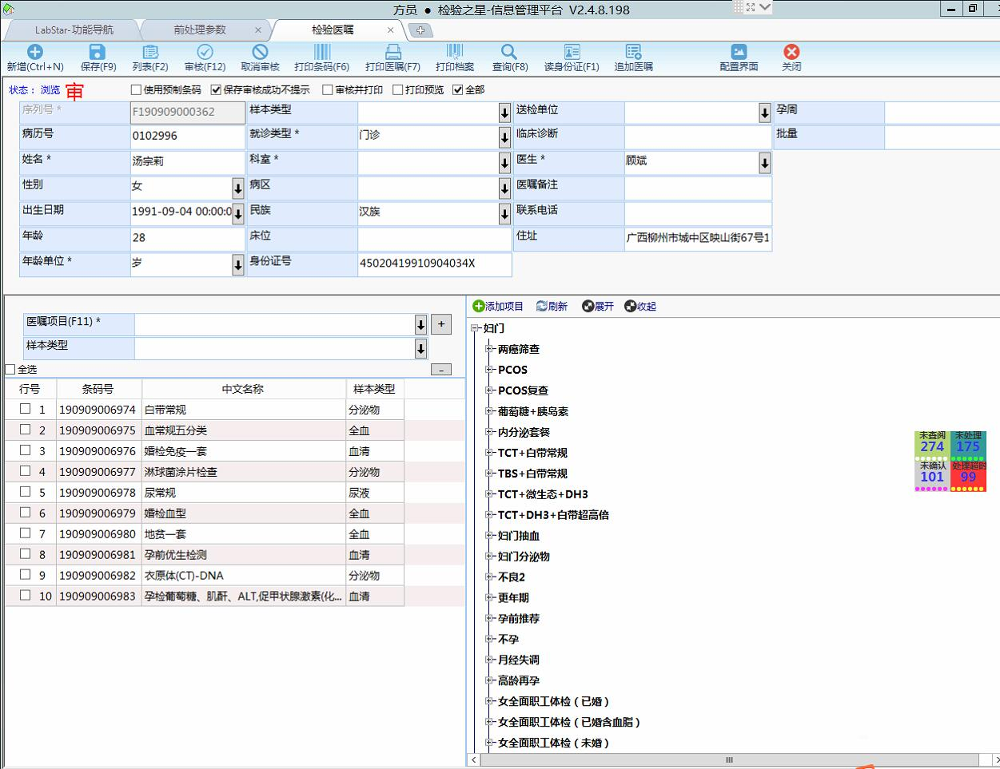 方员 ● 检验之星-信息管理平台 V2.4.8.198
LabStar-功能导航 前处理参数 检验医嘱
新增(Ctrl+N) 保存(F9) 列表(F2) 审核(F12) 取消审核 打印条码(F6) 打印医嘱(F7) 打印档案 查询(F8) 读身份证(F1) 追加医嘱 配置界面 关闭
状态： 浏览 审 使用预制条码 保存审核成功不提示 审核并打印 打印预览 全部
序列号 * F190909000362 样本类型 送检单位 孕周
病历号 0102996 就诊类型 * 门诊 临床诊断 批量
姓名 * 汤宗莉 科室 * 医生 * 顾斌
性别 女 病区 医嘱备注
出生日期 1991-09-04 00:00:0 民族 汉族 联系电话
年龄 28 床位 住址 广西柳州市城中区映山街67号1
年龄单位 * 岁 身份证号 45020419910904034X
医嘱项目(F11) * +
样本类型
全选 -
行号 条码号 中文名称 样本类型
1 190909006974 白带常规 分泌物
2 190909006975 血常规五分类 全血
3 190909006976 婚检免疫一套 血清
4 190909006977 淋球菌涂片检查 分泌物
5 190909006978 尿常规 尿液
6 190909006979 婚检血型 全血
7 190909006980 地贫一套 全血
8 190909006981 孕前优生检测 血清
9 190909006982 衣原体(CT)-DNA 分泌物
10 190909006983 孕检葡萄糖、肌酐、ALT,促甲状腺激素(化... 血清
添加项目 刷新 展开 收起
妇门
两癌筛查
PCOS
PCOS复查
葡萄糖+胰岛素
内分泌套餐
TCT+白带常规
TBS+白带常规
TCT+微生态+DH3
TCT+DH3+白带超高倍
妇门抽血
妇门分泌物
不良2
更年期
孕前推荐
不孕
月经失调
高龄再孕
女全面职工体检（已婚）
女全面职工体检（已婚含血脂）
女全面职工体检（未婚）
未查阅 未处理
274 175
未确认 处理超时
101 99